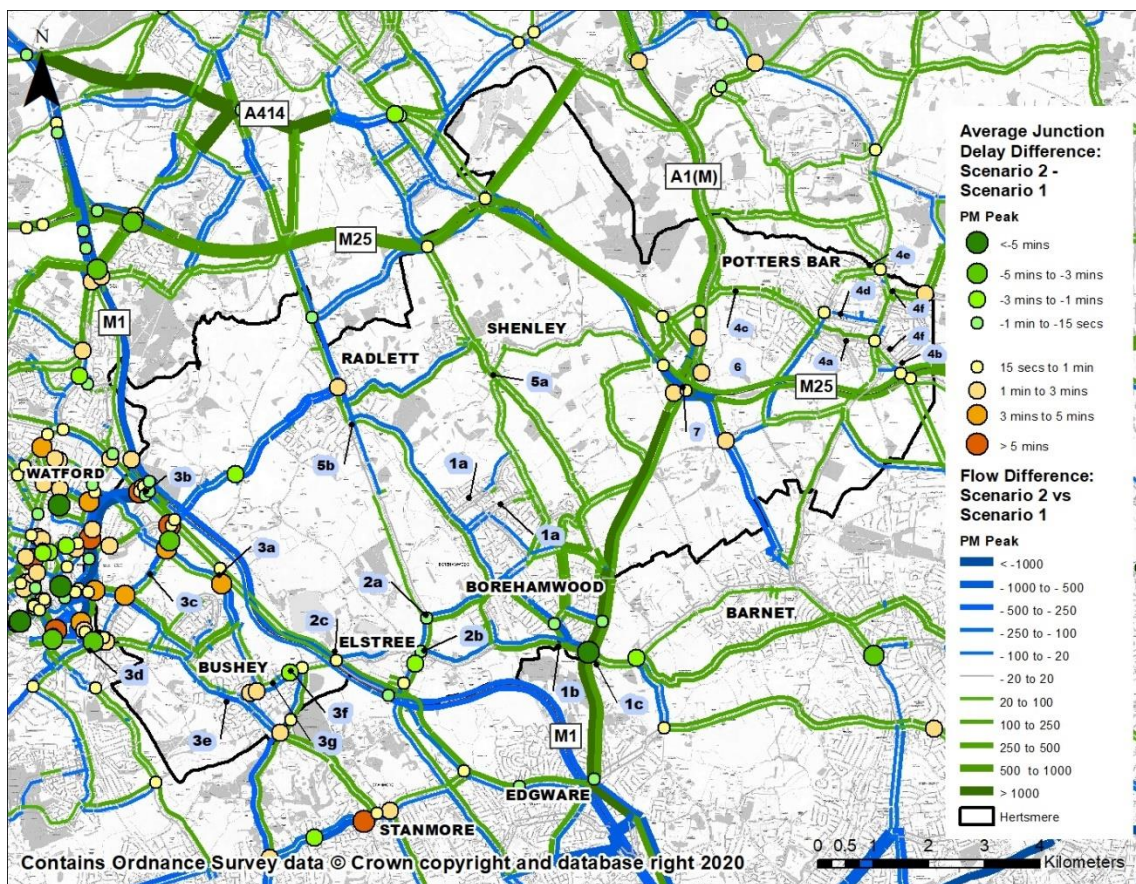 N
A414
A1(M)
M25
POTTERS BAR
4e
4d
4f
M1
4c
SHENLEY
4f
RADLETT
4a
4b
5a
6
M25
7
5b
1a
WATFORD
3b
1a
3a
2a
BOREHAMWOOD
3c
BARNET
2c
ELSTREE
2b
BUSHEY
3d
1b
1c
3f
3e
3g
M1
EDGWARE
STANMORE
Contains Ordnance Survey data © Crown copyright and database right 2020
Average Junction
Delay Difference:
Scenario 2 -
Scenario 1
PM Peak
<-5 mins
-5 mins to -3 mins
-3 mins to -1 mins
-1 min to -15 secs
15 secs to 1 min
1 min to 3 mins
3 mins to 5 mins
> 5 mins
Flow Difference:
Scenario 2 vs
Scenario 1
PM Peak
< -1000
- 1000 to - 500
- 500 to - 250
- 250 to - 100
- 100 to - 20
- 20 to 20
20 to 100
100 to 250
250 to 500
500 to 1000
> 1000
Hertsmere
0 0.5 1 2 3 4
Kilometers